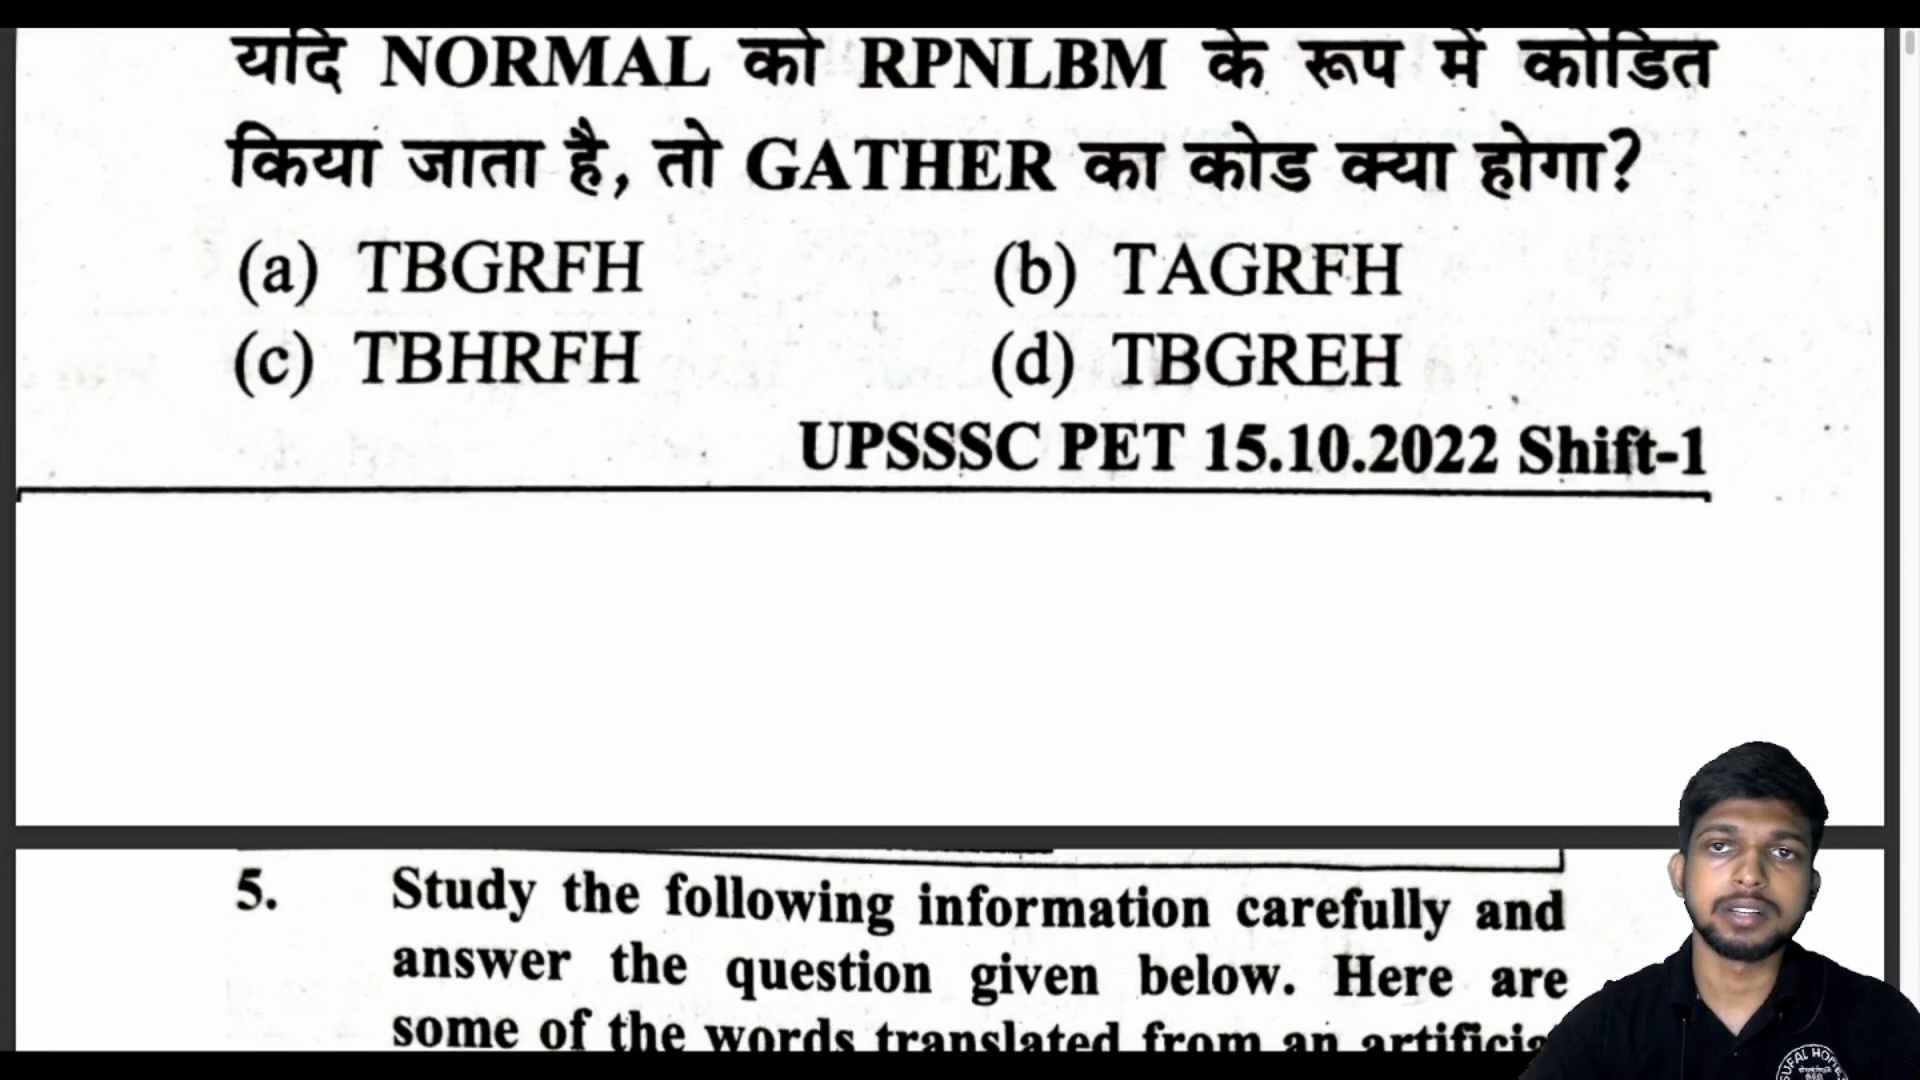 यदि NORMAL को RPNLBM के रूप में कोडित
किया जाता है, तो GATHER का कोड क्या होगा?
(a) TBGRFH (b) TAGRFH
(c) TBHRFH (d) TBGREH
UPSSSC PET 15.10.2022 Shift-1
5. Study the following information carefully and
answer the question given below. Here are
some of the words translated from an